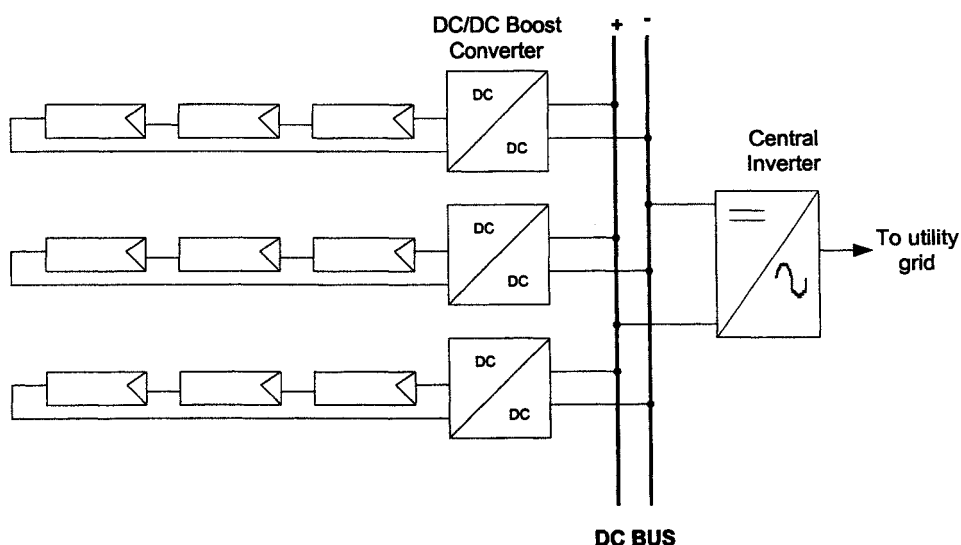 DC/DC Boost
Converter
+ -
DC
DC
Central
Inverter
DC
DC
To utility
grid
DC
DC
DC BUS